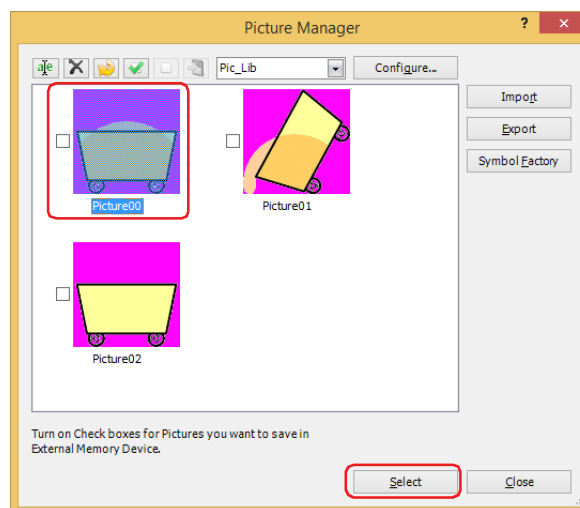 Picture Manager
?
Pic_Lib
Configure...
Import
Export
Symbol Factory
Picture00
Picture01
Picture02
Turn on Check boxes for Pictures you want to save in
External Memory Device.
Select
Close